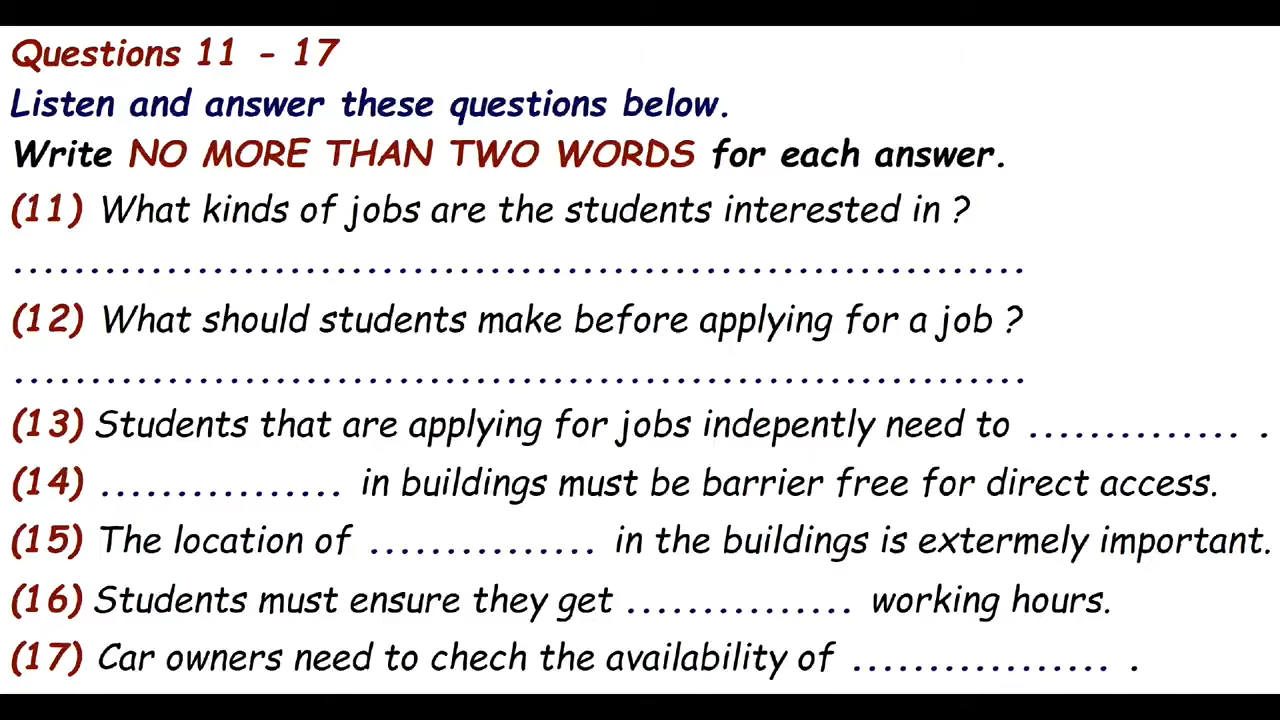 Questions 11 - 17
Listen and answer these questions below.
Write NO MORE THAN TWO WORDS for each answer.
(11) What kinds of jobs are the students interested in ?
...................................................................
(12) What should students make before applying for a job ?
...................................................................
(13) Students that are applying for jobs indepently need to .............. .
(14) ................ in buildings must be barrier free for direct access.
(15) The location of ............... in the buildings is extermely important.
(16) Students must ensure they get ............... working hours.
(17) Car owners need to chech the availability of ................. .